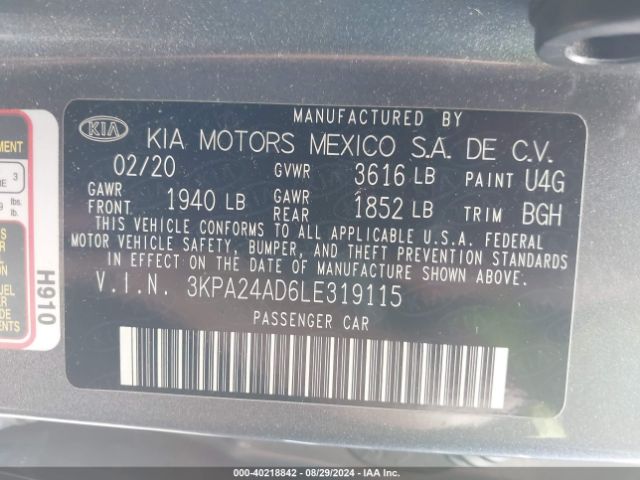 MANUFACTURED BY
KIA KIA MOTORS MEXICO S.A. DE C.V.
02/20 GVWR 3616 LB PAINT U4G
GAWR FRONT 1940 LB GAWR REAR 1852 LB TRIM BGH
THIS VEHICLE CONFORMS TO ALL APPLICABLE U.S.A. FEDERAL
MOTOR VEHICLE SAFETY, BUMPER, AND THEFT PREVENTION STANDARDS
IN EFFECT ON THE DATE OF MANUFACTURE SHOWN ABOVE.
V.I.N. 3KPA24AD6LE319115
PASSENGER CAR
H910
3
lbs.
lb.
000-40218842 - 08/29/2024 - IAA, Inc.